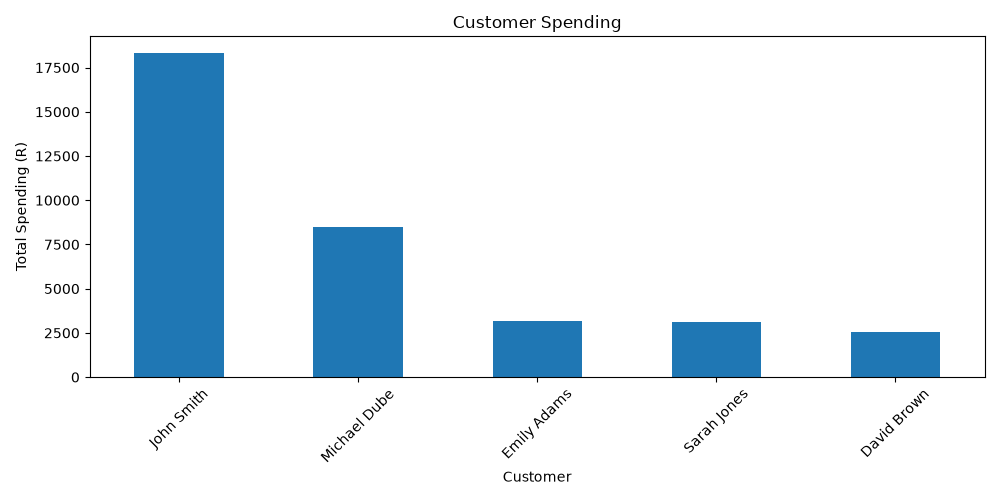 Customer Spending
Total Spending (R)
17500
15000
12500
10000
7500
5000
2500
0
John Smith
Michael Dube
Emily Adams
Sarah Jones
David Brown
Customer